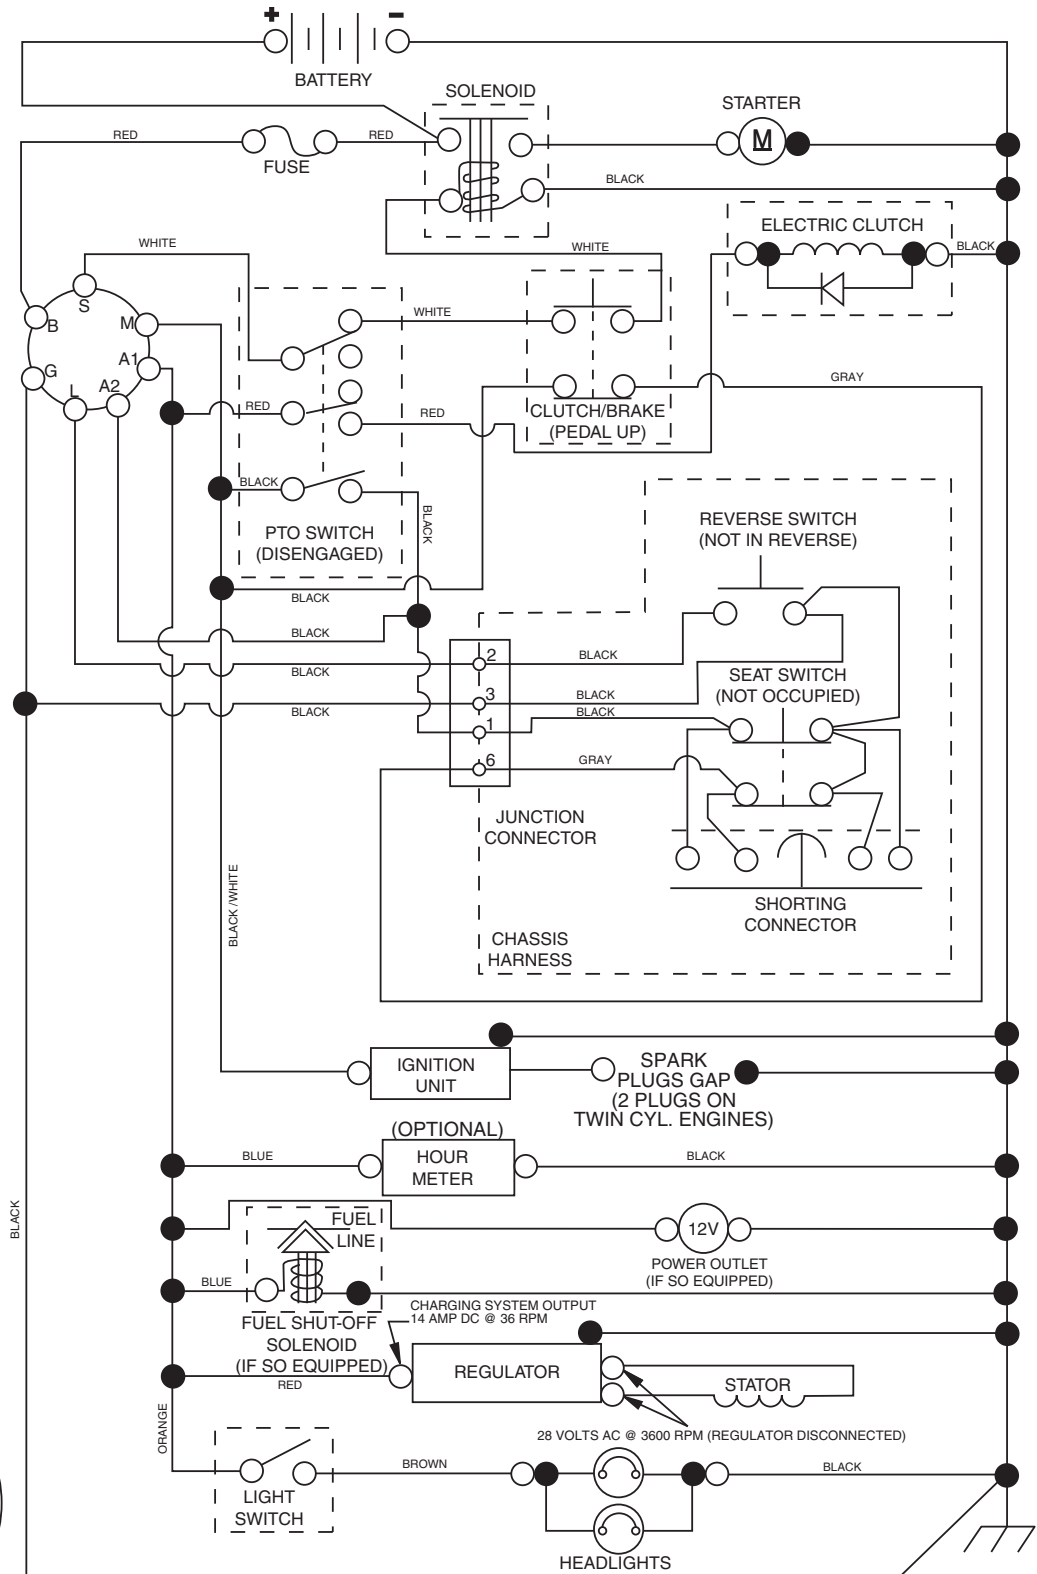 + −
BATTERY
SOLENOID
STARTER
RED
RED
FUSE
M
BLACK
WHITE
WHITE
ELECTRIC CLUTCH
BLACK
S
B
M
WHITE
A1
G
A2
L
GRAY
RED
RED
CLUTCH/BRAKE
(PEDAL UP)
BLACK
PTO SWITCH
(DISENGAGED)
BLACK
REVERSE SWITCH
(NOT IN REVERSE)
BLACK
BLACK
2
BLACK
BLACK
SEAT SWITCH
(NOT OCCUPIED)
3
BLACK
BLACK
BLACK
1
6
GRAY
JUNCTION
CONNECTOR
BLACK /WHITE
SHORTING
CONNECTOR
CHASSIS
HARNESS
IGNITION
UNIT
SPARK
PLUGS GAP
(2 PLUGS ON
TWIN CYL. ENGINES)
(OPTIONAL)
HOUR
METER
BLUE
BLACK
BLACK
FUEL
LINE
12V
POWER OUTLET
(IF SO EQUIPPED)
BLUE
FUEL SHUT-OFF
SOLENOID
(IF SO EQUIPPED)
CHARGING SYSTEM OUTPUT
14 AMP DC @ 36 RPM
RED
REGULATOR
STATOR
28 VOLTS AC @ 3600 RPM (REGULATOR DISCONNECTED)
ORANGE
BROWN
BLACK
LIGHT
SWITCH
HEADLIGHTS